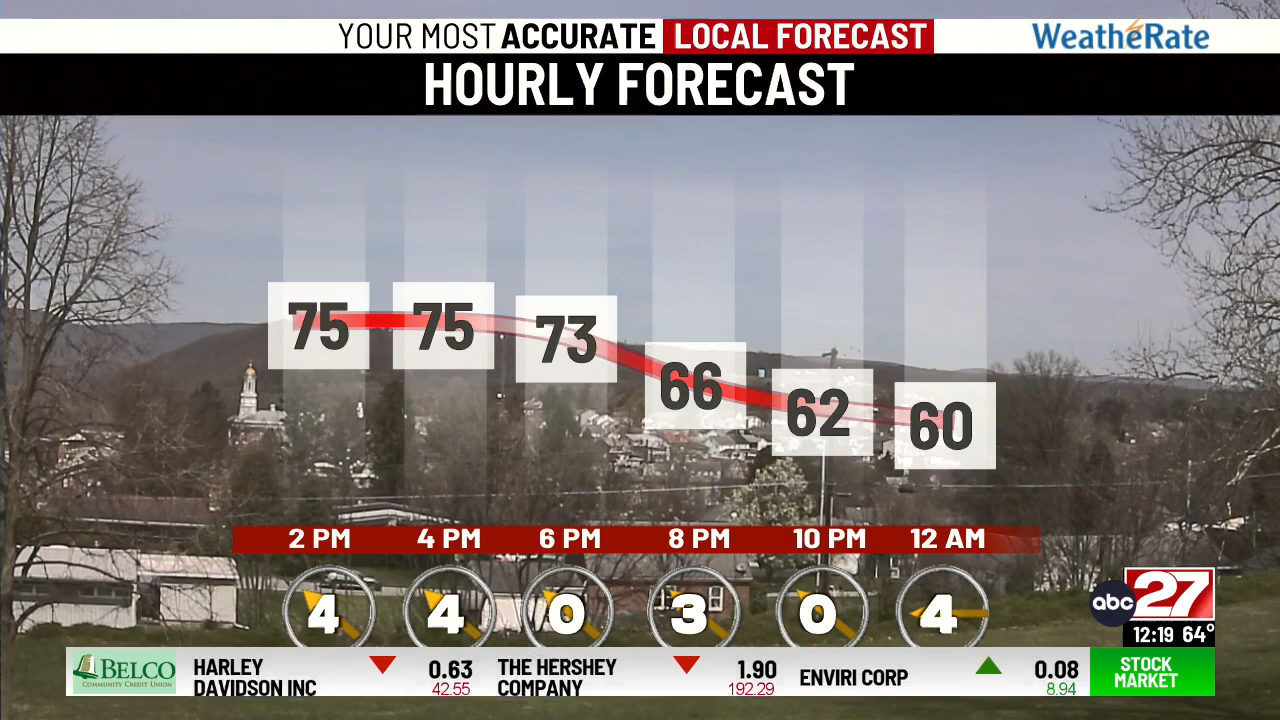 YOUR MOST ACCURATE LOCAL FORECAST
WeatheRate
HOURLY FORECAST
75 75 73 66 62 60
2 PM 4 PM 6 PM 8 PM 10 PM 12 AM
4 4 0 3 0 4
abc 27
12:19 64°
BELCO
COMMUNITY CREDIT UNION
HARLEY
DAVIDSON INC
0.63
42.55
THE HERSHEY
COMPANY
1.90
192.29
ENVIRI CORP
0.08
8.94
STOCK
MARKET